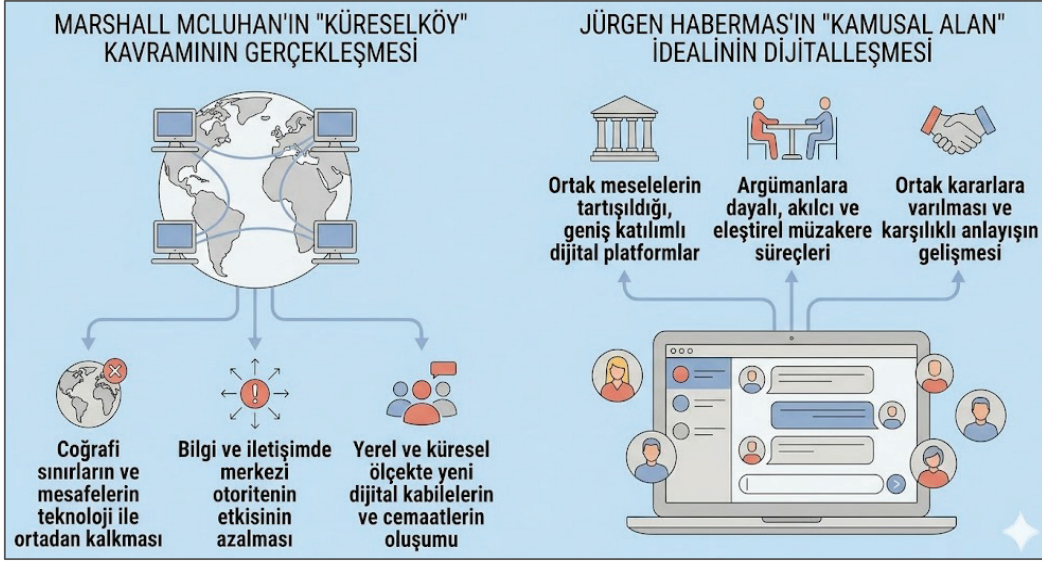 MARSHALL MCLUHAN'IN "KÜRESELKÖY"
KAVRAMININ GERÇEKLEŞMESİ
Coğrafi
sınırların ve
mesafelerin
teknoloji ile
ortadan kalkması
Bilgi ve iletişimde
merkezi
otoritenin
etkisinin
azalması
Yerel ve küresel
ölçekte yeni
dijital kabilelerin
ve cemaatlerin
oluşumu
JÜRGEN HABERMAS'IN "KAMUSAL ALAN"
İDEALİNİN DİJİTALLEŞMESİ
Ortak meselelerin
tartışıldığı,
geniş katılımlı
dijital platformlar
Argümanlara
dayalı, akılcı ve
eleştirel müzakere
süreçleri
Ortak kararlara
varılması ve
karşılıklı anlayışın
gelişmesi